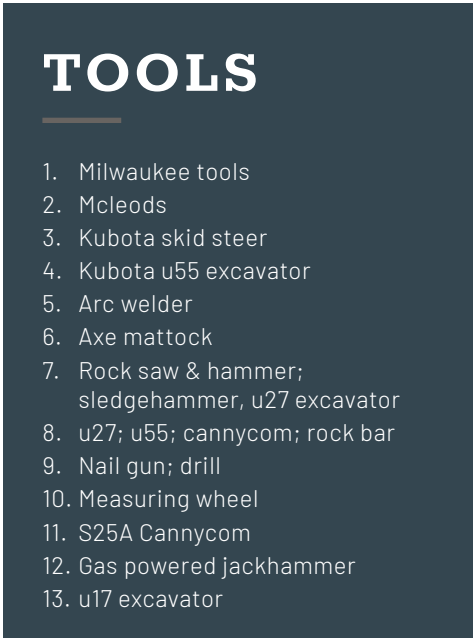 TOOLS
1. Milwaukee tools
2. Mcleods
3. Kubota skid steer
4. Kubota u55 excavator
5. Arc welder
6. Axe mattock
7. Rock saw & hammer;
sledgehammer, u27 excavator
8. u27; u55; cannycom; rock bar
9. Nail gun; drill
10. Measuring wheel
11. S25A Cannycom
12. Gas powered jackhammer
13. u17 excavator